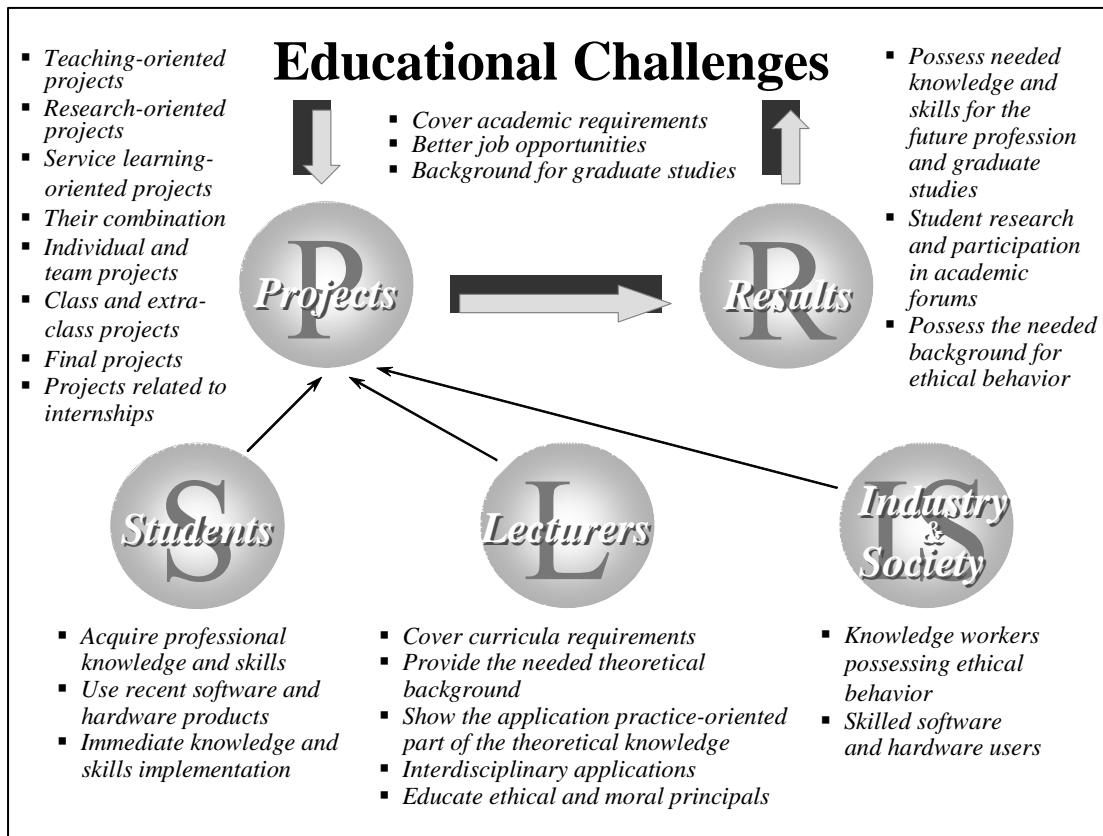 Educational Challenges
▪ Teaching-oriented
projects
▪ Research-oriented
projects
▪ Service learning-
oriented projects
▪ Their combination
▪ Individual and
team projects
▪ Class and extra-
class projects
▪ Final projects
▪ Projects related to
internships
▪ Cover academic requirements
▪ Better job opportunities
▪ Background for graduate studies
▪ Possess needed
knowledge and
skills for the
future profession
and graduate
studies
▪ Student research
and participation
in academic
forums
▪ Possess the needed
background for
ethical behavior
P
Projects
R
Results
S
Students
L
Lecturers
IS
Industry
&
Society
▪ Acquire professional
knowledge and skills
▪ Use recent software and
hardware products
▪ Immediate knowledge and
skills implementation
▪ Cover curricula requirements
▪ Provide the needed theoretical
background
▪ Show the application practice-oriented
part of the theoretical knowledge
▪ Interdisciplinary applications
▪ Educate ethical and moral principals
▪ Knowledge workers
possessing ethical
behavior
▪ Skilled software
and hardware users